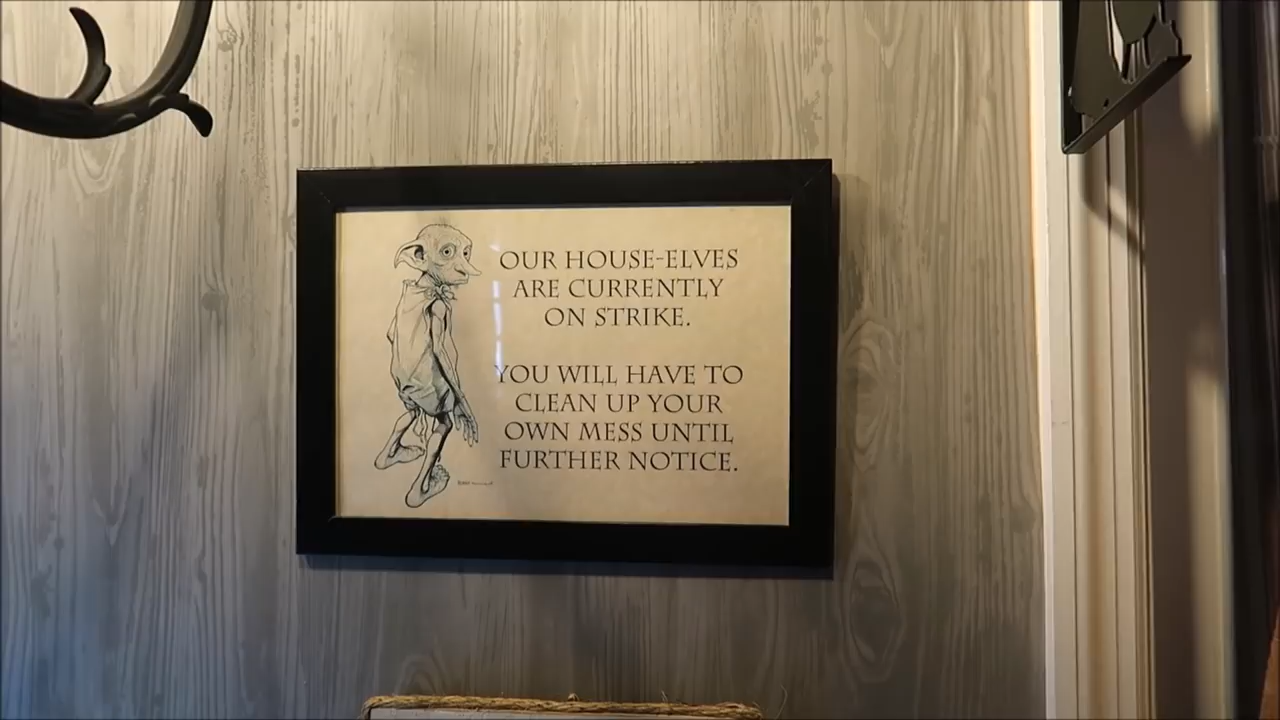 OUR HOUSE-ELVES
ARE CURRENTLY
ON STRIKE.
YOU WILL HAVE TO
CLEAN UP YOUR
OWN MESS UNTIL
FURTHER NOTICE.